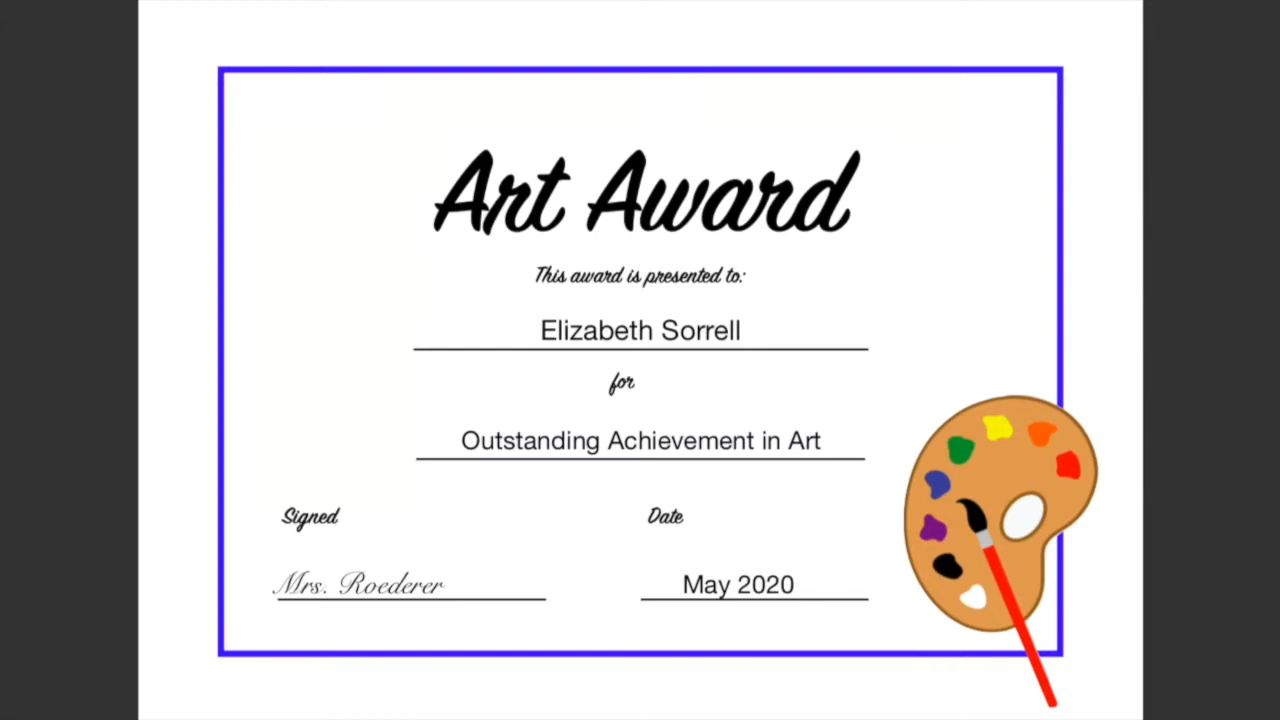 Art Award
This award is presented to:
Elizabeth Sorrell
for
Outstanding Achievement in Art
Signed
Date
Mrs. Roederer
May 2020